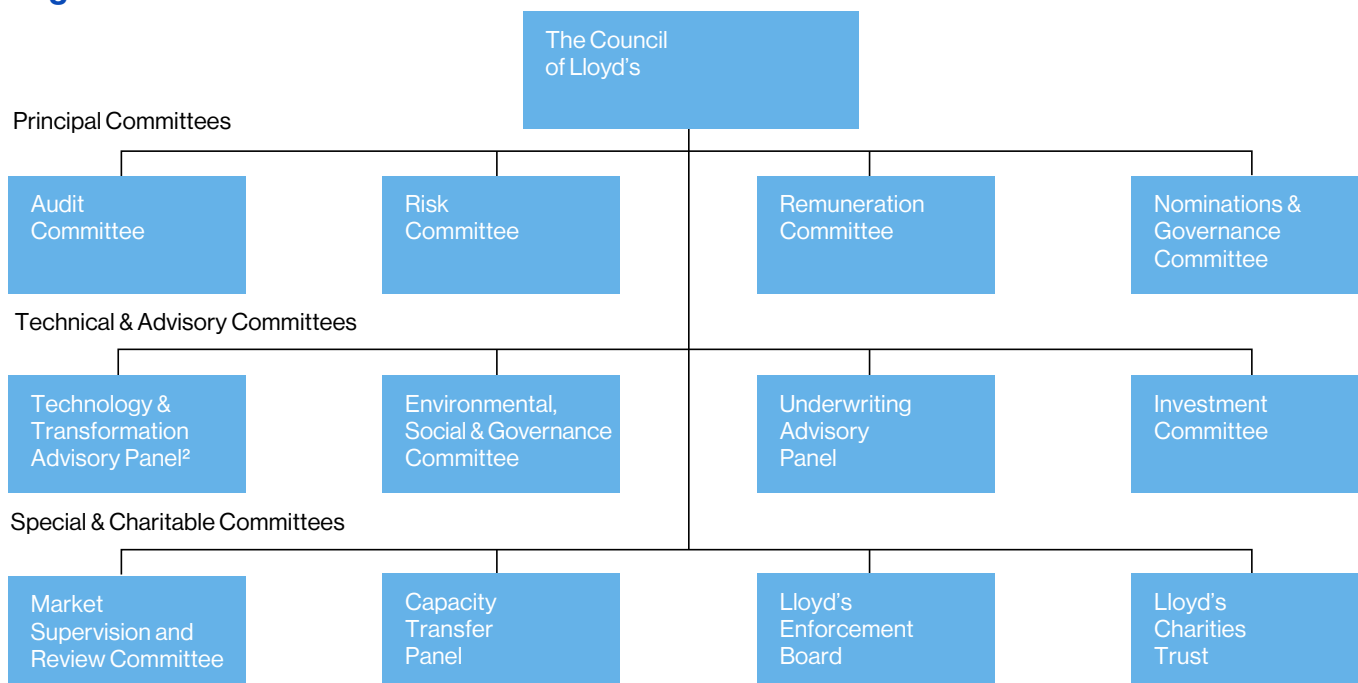 The Council
of Lloyd's
Principal Committees
Audit
Committee
Risk
Committee
Remuneration
Committee
Nominations &
Governance
Committee
Technical & Advisory Committees
Technology &
Transformation
Advisory Panel²
Environmental,
Social & Governance
Committee
Underwriting
Advisory
Panel
Investment
Committee
Special & Charitable Committees
Market
Supervision and
Review Committee
Capacity
Transfer
Panel
Lloyd's
Enforcement
Board
Lloyd's
Charities
Trust